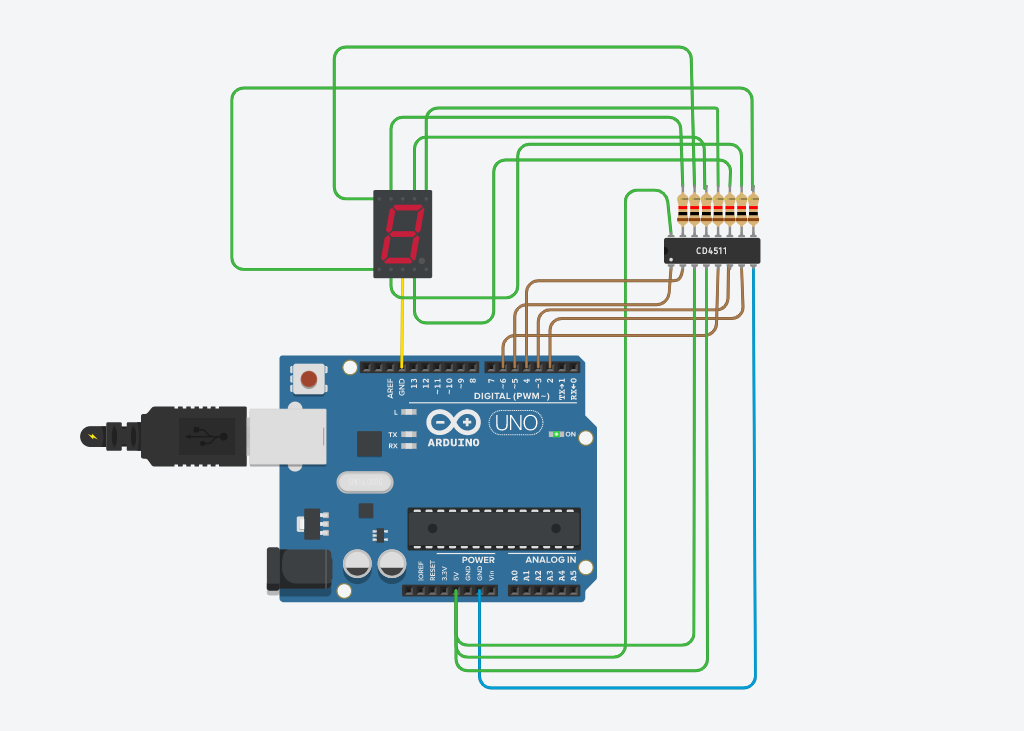 CD4511
AREF
GND
13
12
~11
~10
~9
8
7
~6
~5
4
~3
2
TX→1
RX←0
DIGITAL (PWM~)
L
TX
RX
ARDUINO
UNO
ON
POWER
ANALOG IN
IOREF
RESET
3.3V
5V
GND
GND
Vin
A0
A1
A2
A3
A4
A5